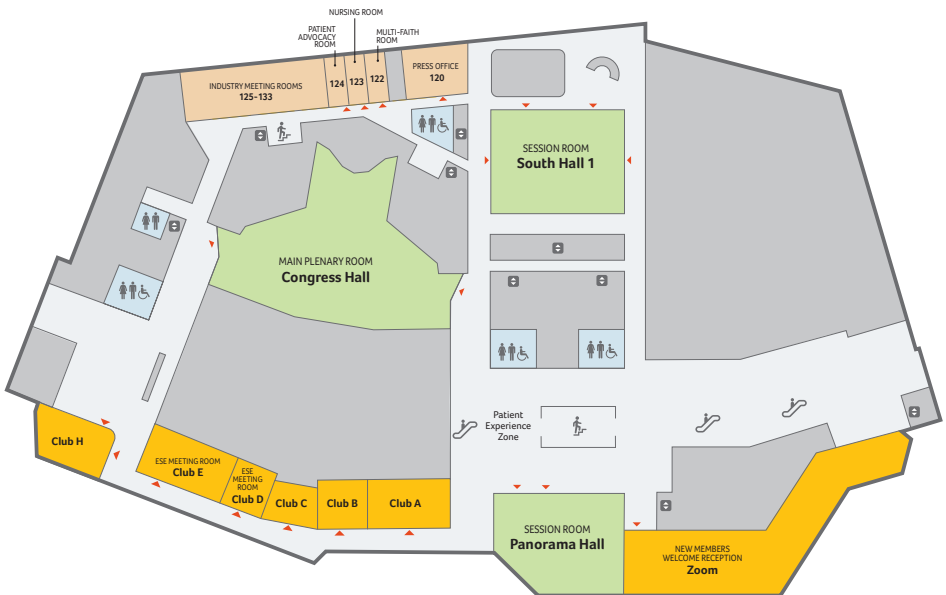 NURSING ROOM
PATIENT
ADVOCACY
ROOM
MULTI-FAITH
ROOM
INDUSTRY MEETING ROOMS
125-133
124
123
122
PRESS OFFICE
120
SESSION ROOM
South Hall 1
MAIN PLENARY ROOM
Congress Hall
Patient
Experience
Zone
Club H
ESE MEETING ROOM
Club E
ESE
MEETING
ROOM
Club D
Club C
Club B
Club A
SESSION ROOM
Panorama Hall
NEW MEMBERS
WELCOME RECEPTION
Zoom